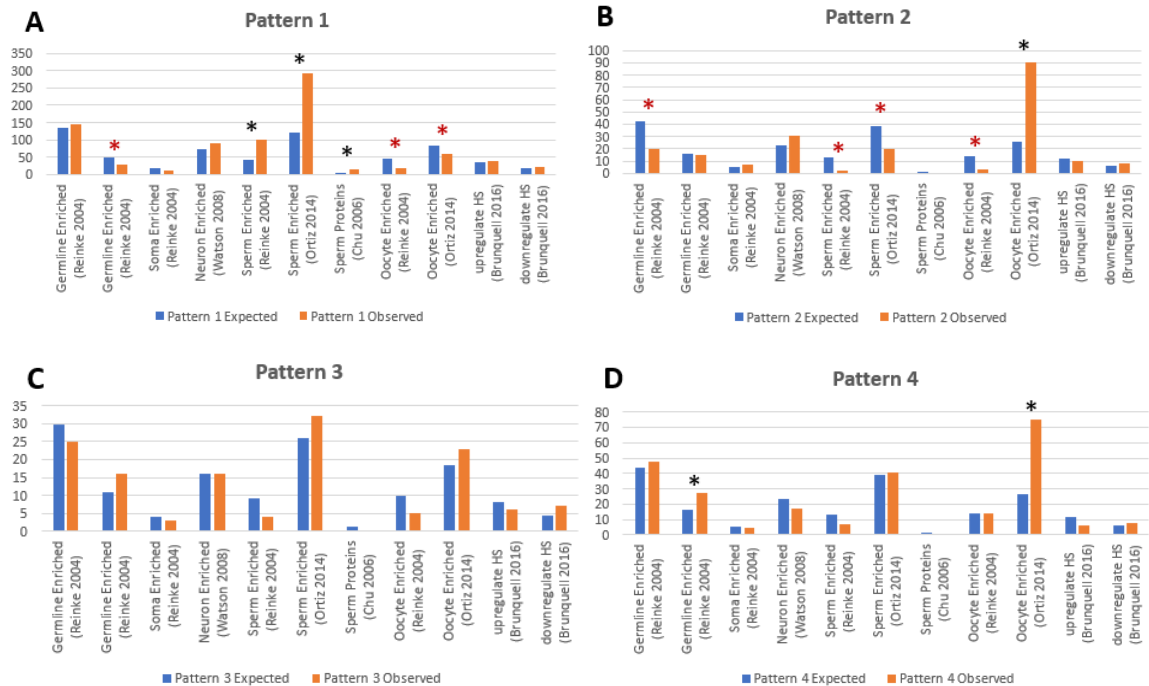 A
Pattern 1
350
300
250
200
150
100
50
0
*
*
*
*
*
*
Germline Enriched
(Reinke 2004)
Germline Enriched
(Reinke 2004)
Soma Enriched
(Reinke 2004)
Neuron Enriched
(Watson 2008)
Sperm Enriched
(Reinke 2004)
Sperm Enriched
(Ortiz 2014)
Sperm Proteins
(Chu 2006)
Oocyte Enriched
(Reinke 2004)
Oocyte Enriched
(Ortiz 2014)
upregulate HS
(Brunquell 2016)
downregulate HS
(Brunquell 2016)
Pattern 1 Expected
Pattern 1 Observed
B
Pattern 2
100
90
80
70
60
50
40
30
20
10
0
*
*
*
*
*
Germline Enriched
(Reinke 2004)
Germline Enriched
(Reinke 2004)
Soma Enriched
(Reinke 2004)
Neuron Enriched
(Watson 2008)
Sperm Enriched
(Reinke 2004)
Sperm Enriched
(Ortiz 2014)
Sperm Proteins
(Chu 2006)
Oocyte Enriched
(Reinke 2004)
Oocyte Enriched
(Ortiz 2014)
upregulate HS
(Brunquell 2016)
downregulate HS
(Brunquell 2016)
Pattern 2 Expected
Pattern 2 Observed
C
Pattern 3
35
30
25
20
15
10
5
0
Germline Enriched
(Reinke 2004)
Germline Enriched
(Reinke 2004)
Soma Enriched
(Reinke 2004)
Neuron Enriched
(Watson 2008)
Sperm Enriched
(Reinke 2004)
Sperm Enriched
(Ortiz 2014)
Sperm Proteins
(Chu 2006)
Oocyte Enriched
(Reinke 2004)
Oocyte Enriched
(Ortiz 2014)
upregulate HS
(Brunquell 2016)
downregulate HS
(Brunquell 2016)
Pattern 3 Expected
Pattern 3 Observed
D
Pattern 4
80
70
60
50
40
30
20
10
0
*
*
Germline Enriched
(Reinke 2004)
Germline Enriched
(Reinke 2004)
Soma Enriched
(Reinke 2004)
Neuron Enriched
(Watson 2008)
Sperm Enriched
(Reinke 2004)
Sperm Enriched
(Ortiz 2014)
Sperm Proteins
(Chu 2006)
Oocyte Enriched
(Reinke 2004)
Oocyte Enriched
(Ortiz 2014)
upregulate HS
(Brunquell 2016)
downregulate HS
(Brunquell 2016)
Pattern 4 Expected
Pattern 4 Observed